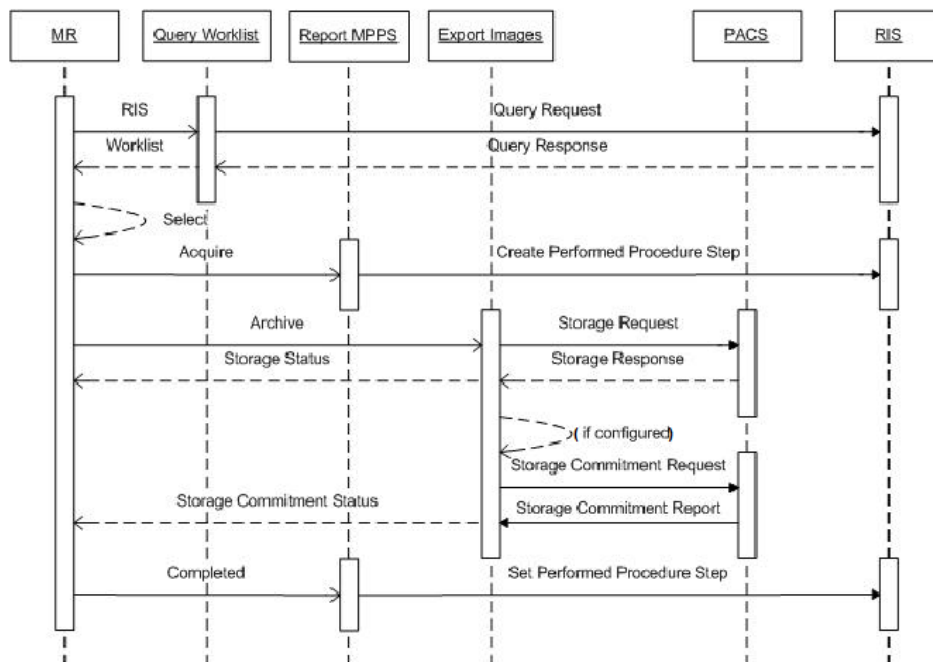 MR Query Worklist Report MPPS Export Images PACS RIS
RIS Query Request
Worklist Query Response
Select
Acquire Create Performed Procedure Step
Archive Storage Request
Storage Status Storage Response
( if configured)
Storage Commitment Request
Storage Commitment Status Storage Commitment Report
Completed Set Performed Procedure Step